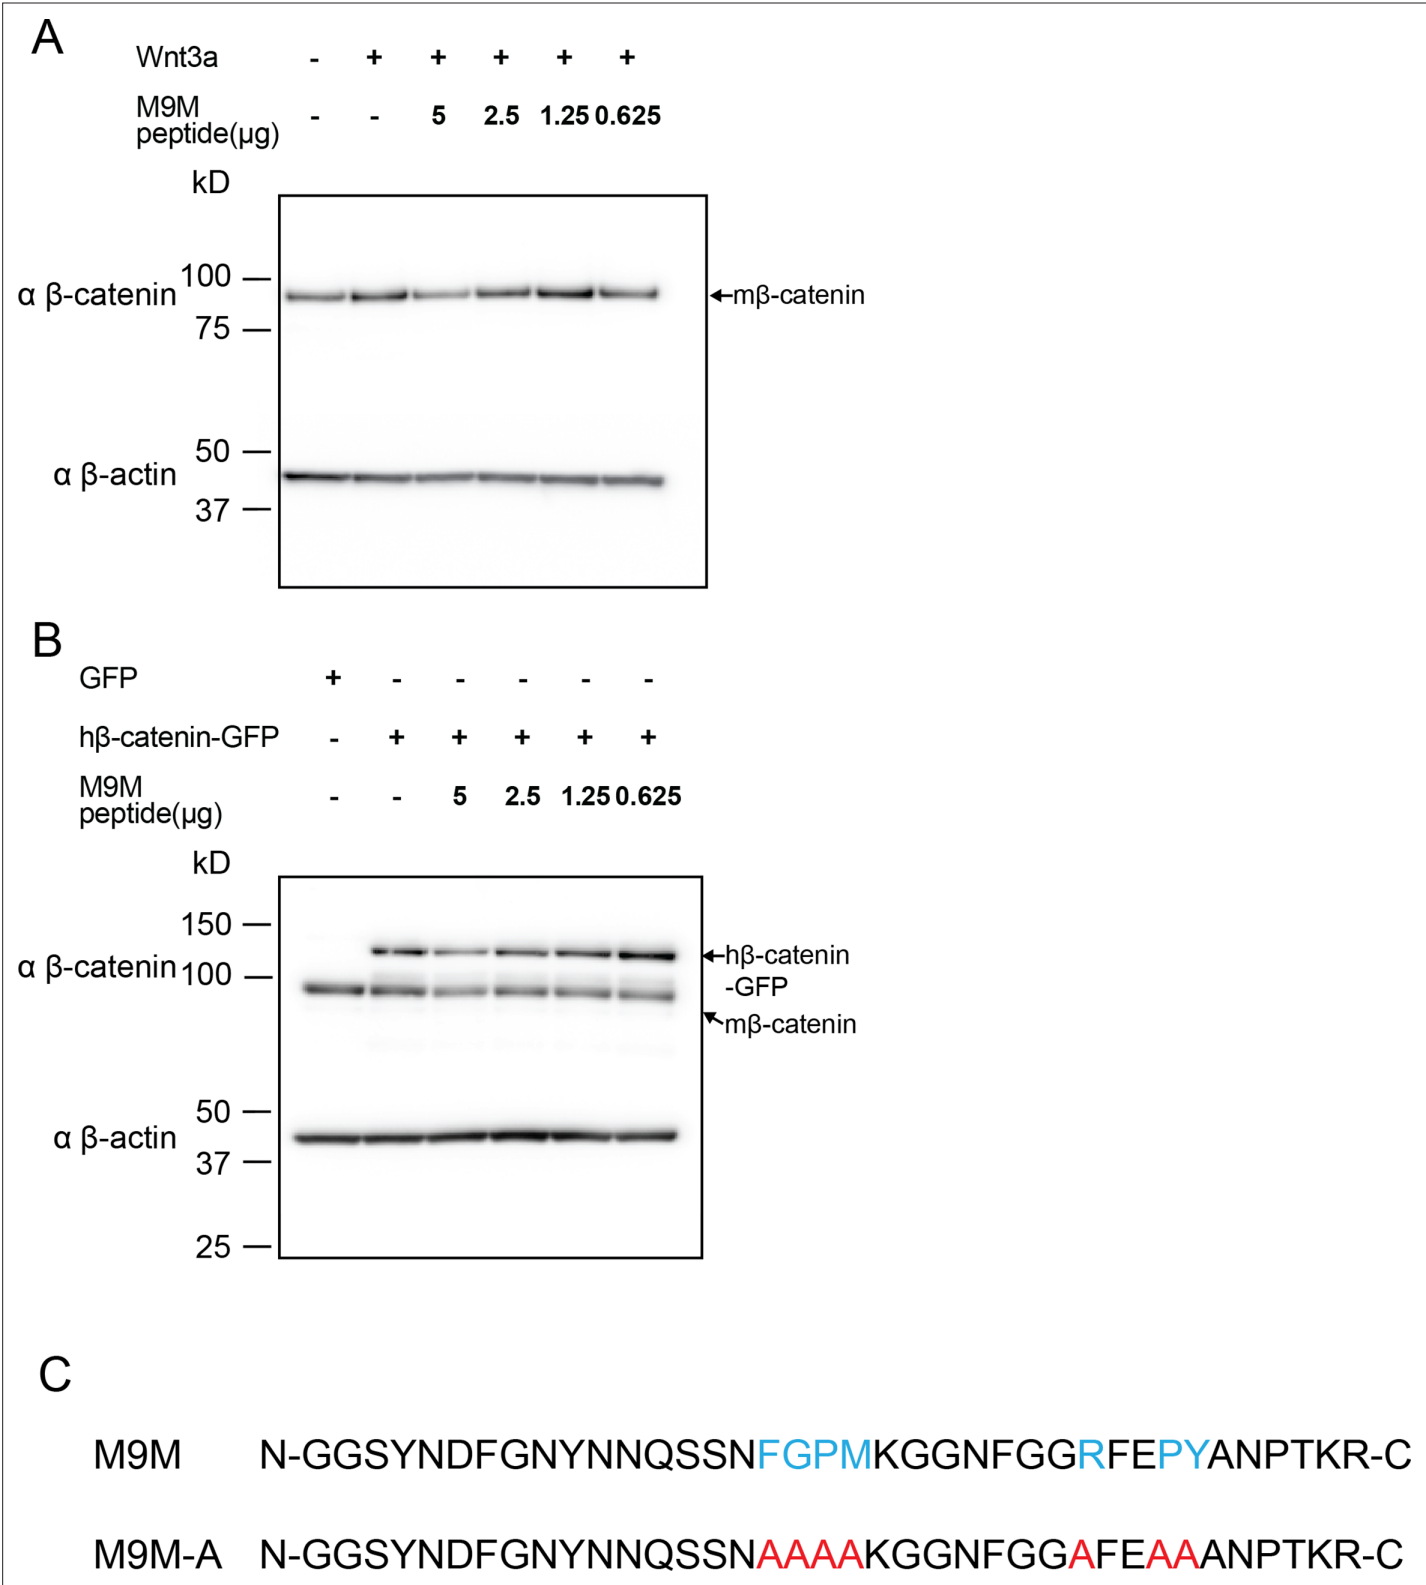 A
Wnt3a - + + + + +
M9M
peptide(μg) - - 5 2.5 1.25 0.625
kD
100
α β-catenin
mβ-catenin
75
50
α β-actin
37
B
GFP + - - - - -
hβ-catenin-GFP - + + + + +
M9M
peptide(μg) - - 5 2.5 1.25 0.625
kD
150
hβ-catenin
-GFP
α β-catenin
100
mβ-catenin
50
α β-actin
37
25
C
M9M N-GGSYNDFGNYNNQSSNFGPMKGGNFGGRFEPYANPTKR-C
M9M-A N-GGSYNDFGNYNNQSSNAAAAKGGNFGGAFEAAANPTKR-C